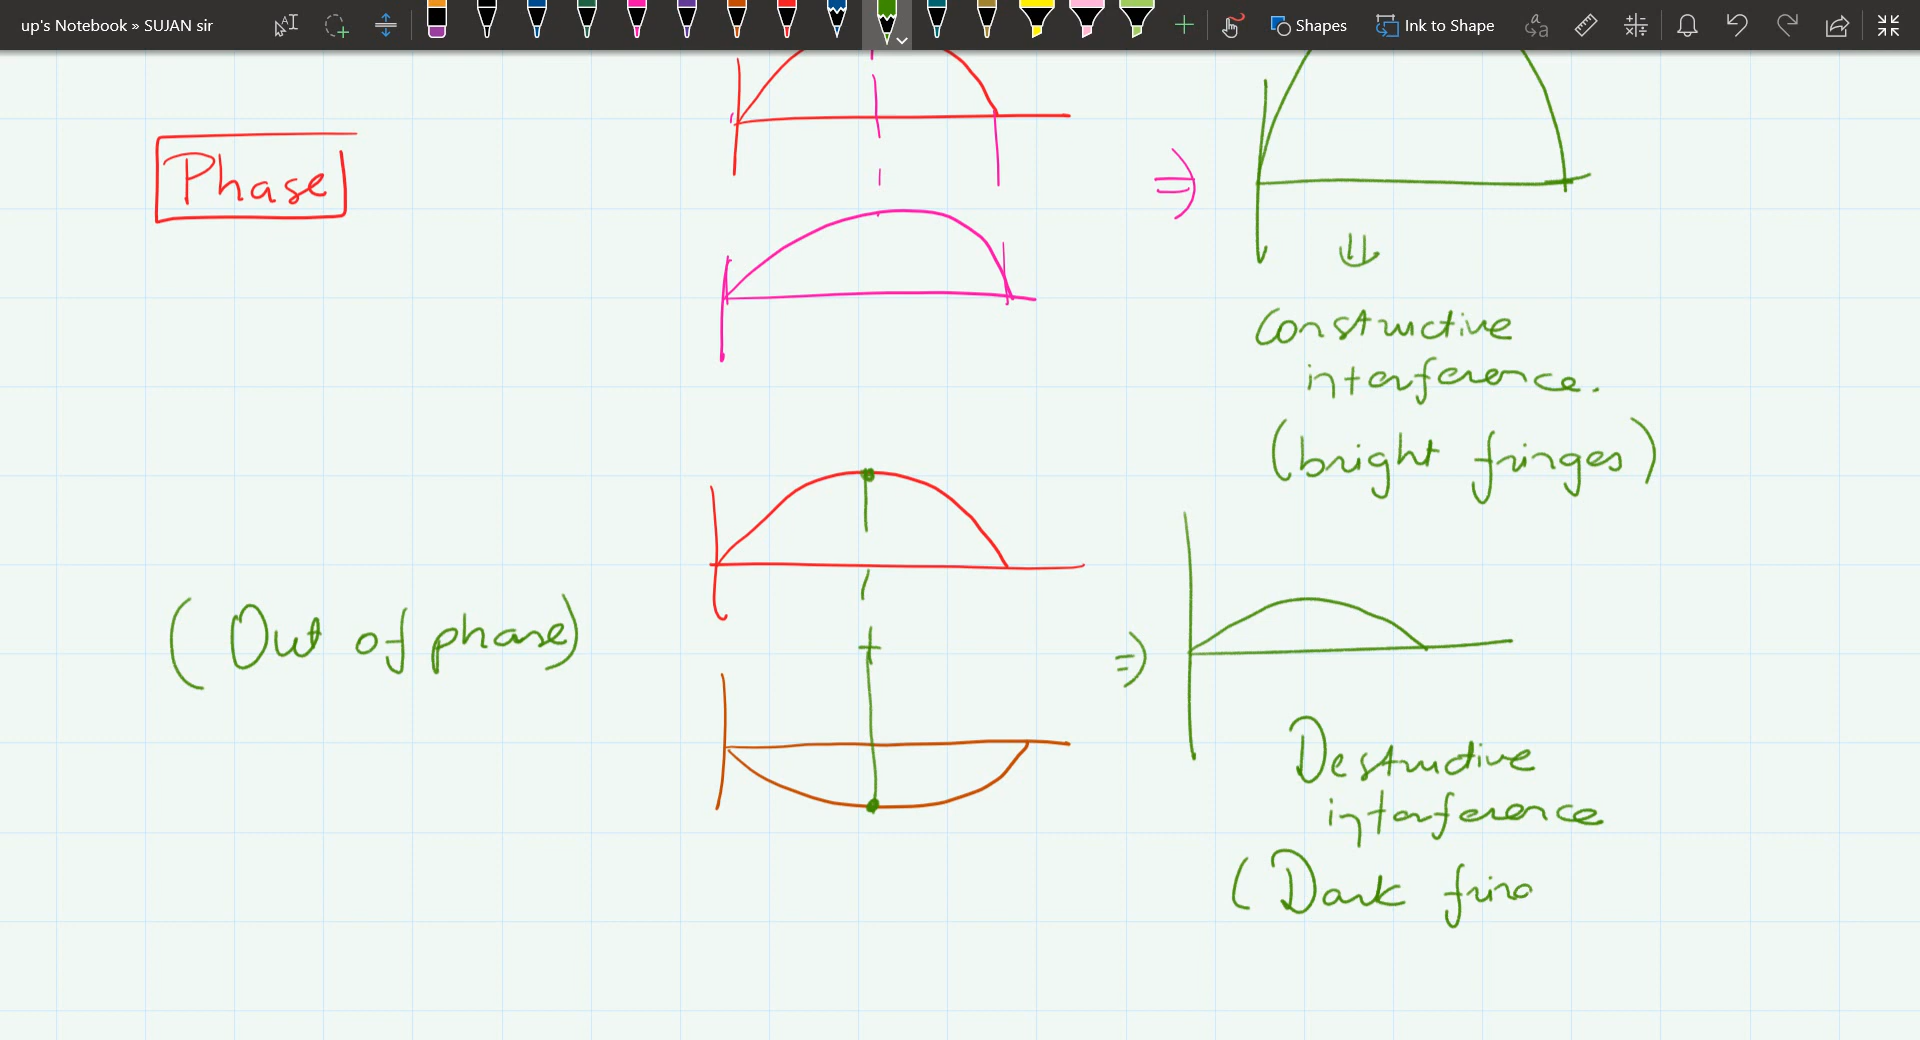 up's Notebook » SUJAN sir
Shapes
Ink to Shape
Phase
Constructive
interference.
(bright fringes)
(Out of phase)
Destructive
interference
(Dark